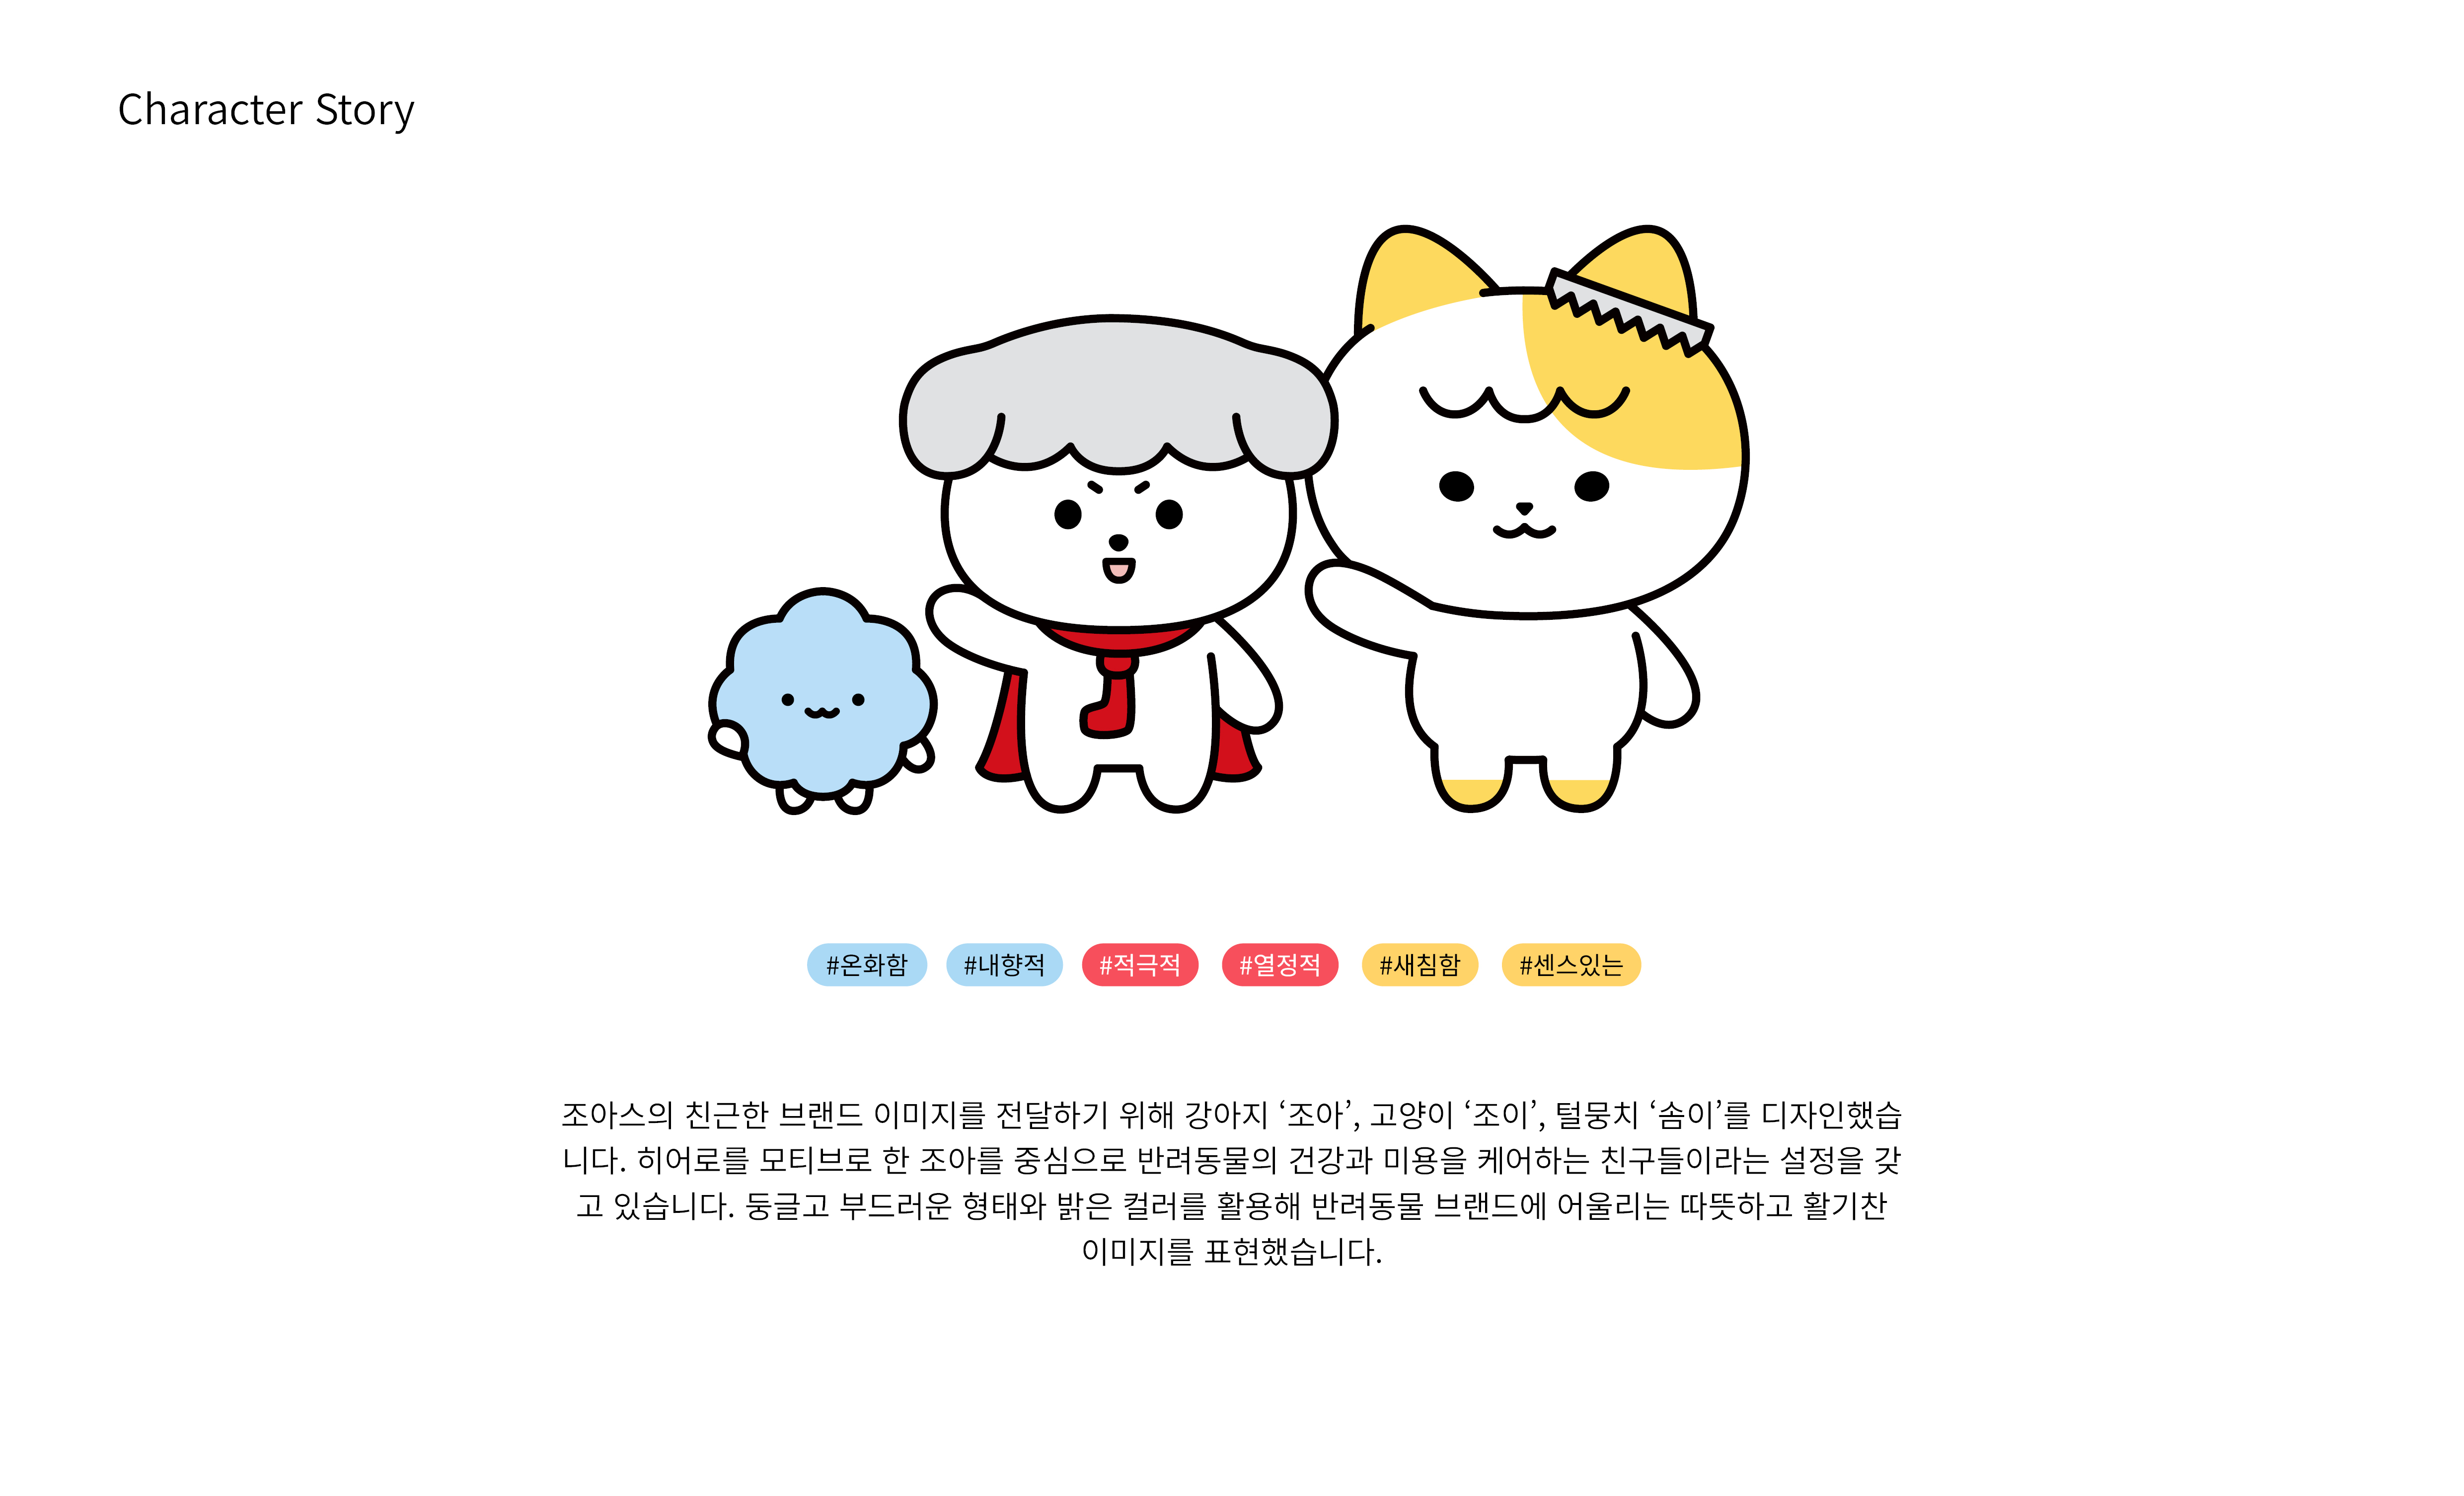 Character Story
#온화함 #내향적 #적극적 #열정적 #새침함 #센스있는
조아스의 친근한 브랜드 이미지를 전달하기 위해 강아지 ‘조아’, 고양이 ‘조이’, 털뭉치 ‘솜이’를 디자인했습
니다. 히어로를 모티브로 한 조아를 중심으로 반려동물의 건강과 미용을 케어하는 친구들이라는 설정을 갖
고 있습니다. 둥글고 부드러운 형태와 밝은 컬러를 활용해 반려동물 브랜드에 어울리는 따뜻하고 활기찬
이미지를 표현했습니다.